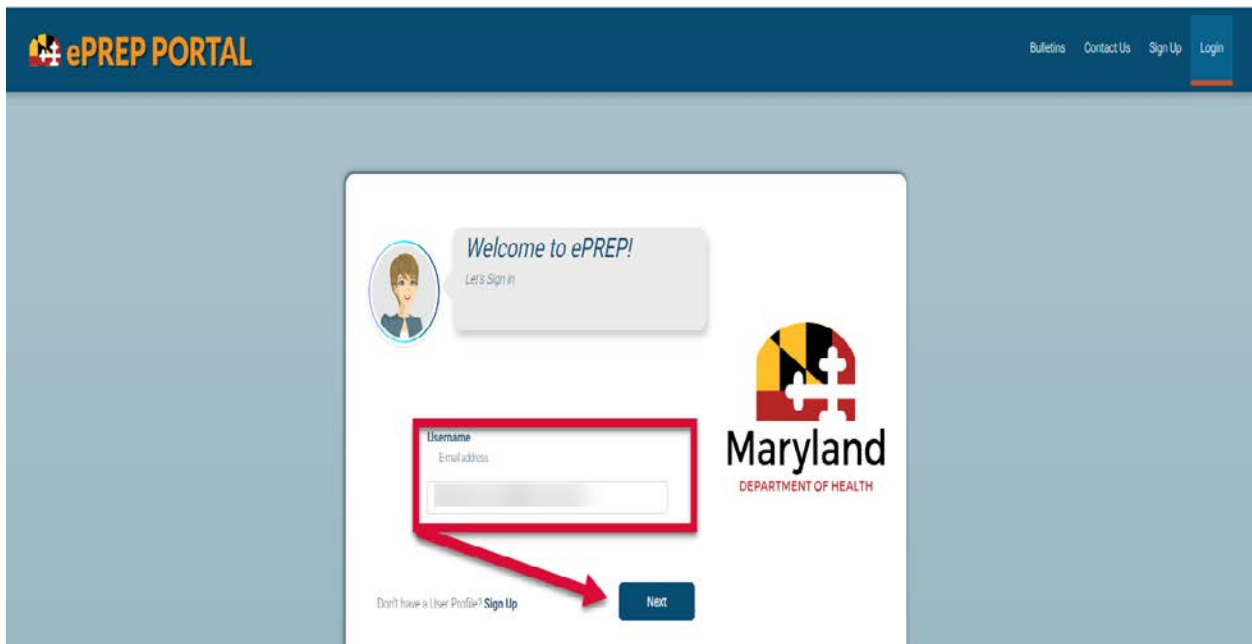 ePREP PORTAL
Bulletins Contact Us Sign Up Login
Welcome to ePREP!
Let's Sign in
Username
E-mail address
Maryland
DEPARTMENT OF HEALTH
Don't have a User Profile? Sign Up
Next